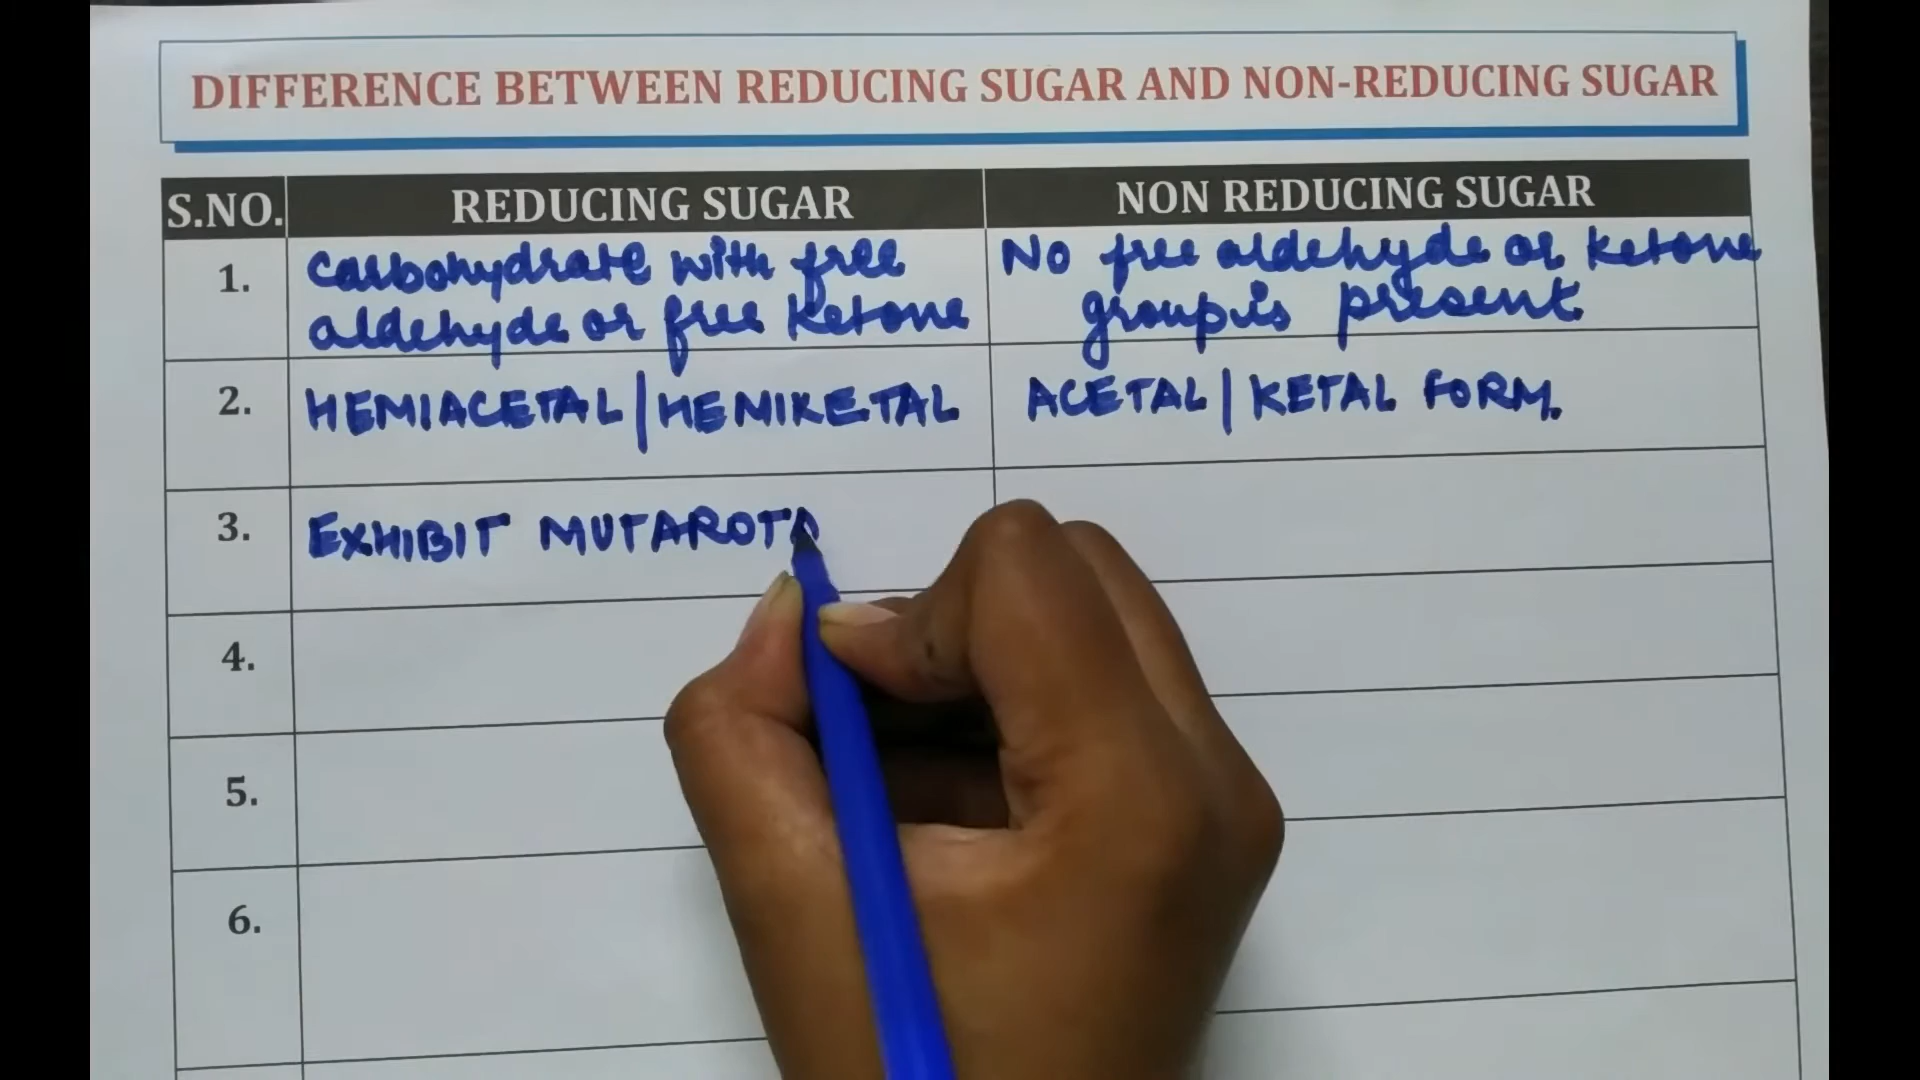 DIFFERENCE BETWEEN REDUCING SUGAR AND NON-REDUCING SUGAR
S.NO. REDUCING SUGAR NON REDUCING SUGAR
1. Carbohydrate with free No free aldehyde or Ketone
aldehyde or free Ketone group is present.
2. HEMIACETAL/HEMIKETAL ACETAL/KETAL FORM.
3. EXHIBIT MUTAROTA
4.
5.
6.